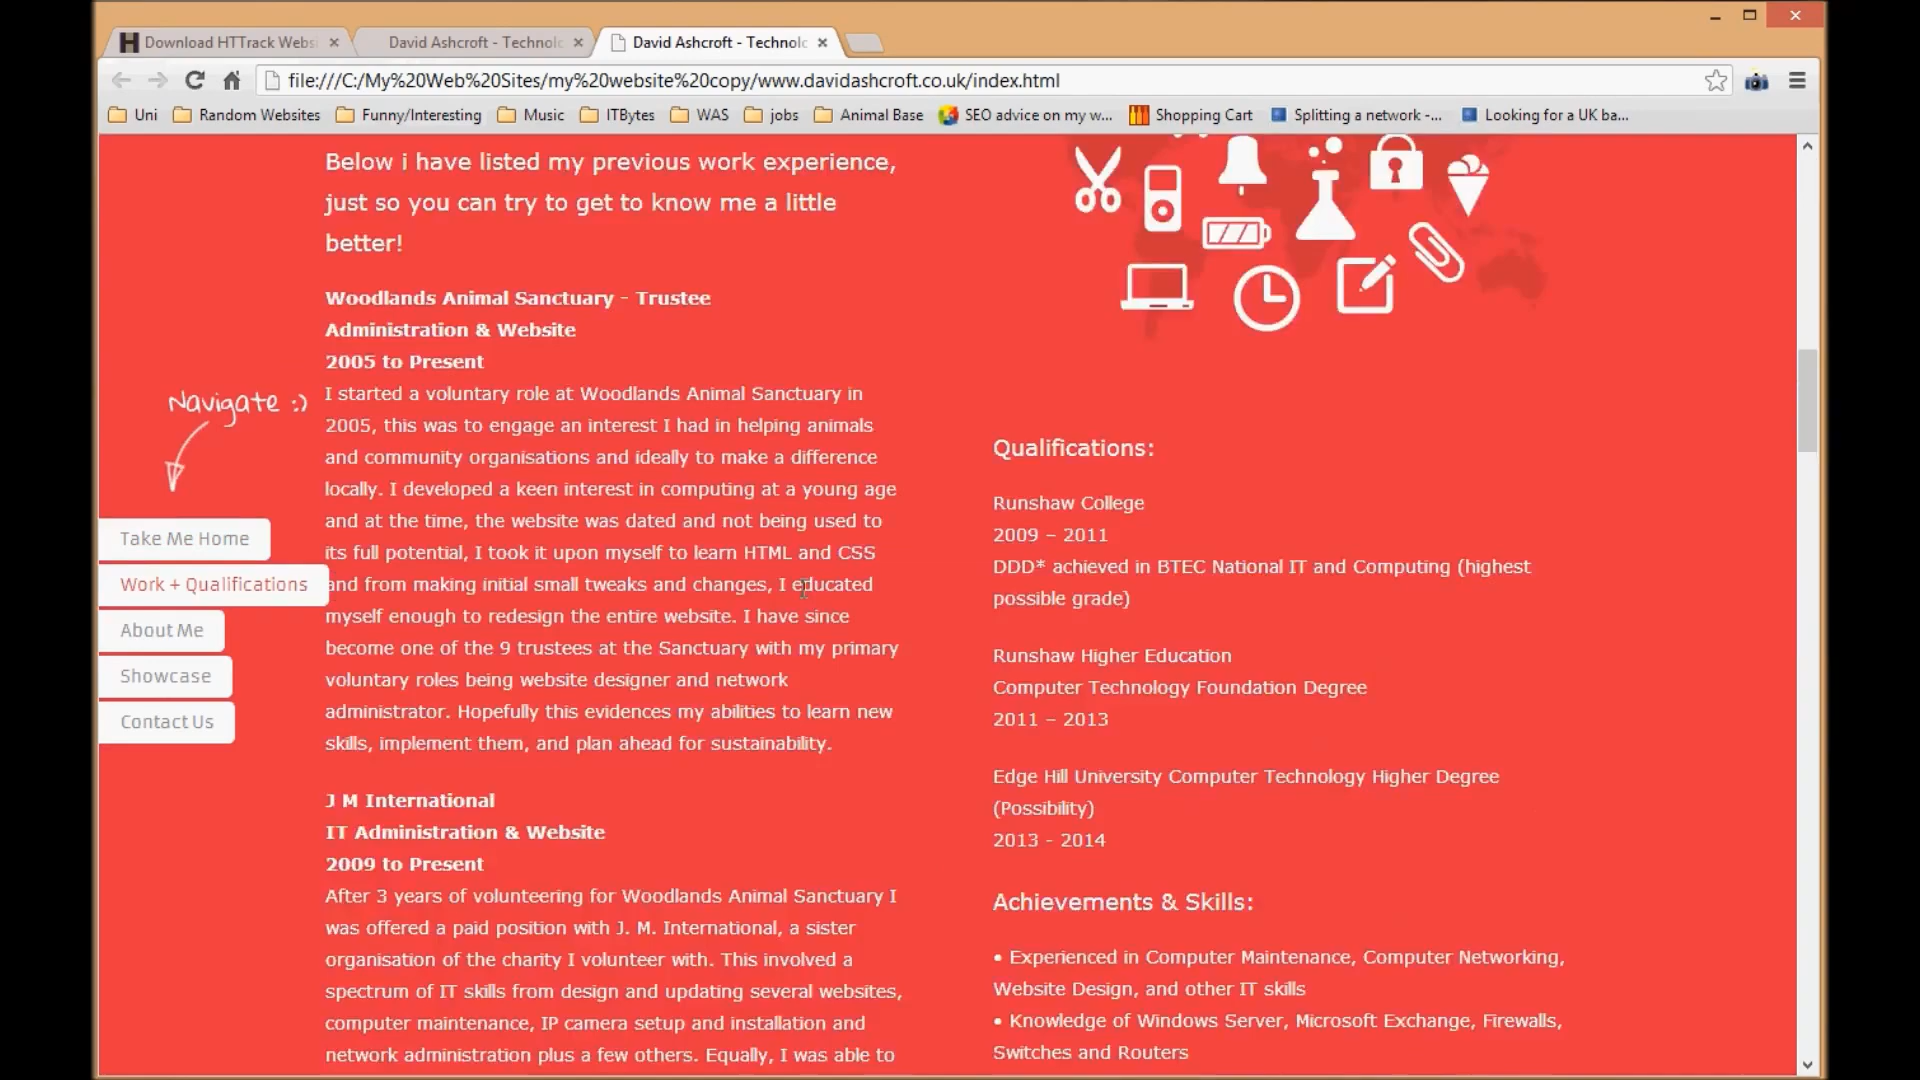 Download HTTrack Websi
David Ashcroft - Technolo
David Ashcroft - Technolo
file:///C:/My%20Web%20Sites/my%20website%20copy/www.davidashcroft.co.uk/index.html
Uni
Random Websites
Funny/Interesting
Music
ITBytes
WAS
jobs
Animal Base
SEO advice on my w...
Shopping Cart
Splitting a network -...
Looking for a UK ba...
Below i have listed my previous work experience,
just so you can try to get to know me a little
better!
Woodlands Animal Sanctuary - Trustee
Administration & Website
2005 to Present
I started a voluntary role at Woodlands Animal Sanctuary in
2005, this was to engage an interest I had in helping animals
and community organisations and ideally to make a difference
locally. I developed a keen interest in computing at a young age
and at the time, the website was dated and not being used to
its full potential, I took it upon myself to learn HTML and CSS
and from making initial small tweaks and changes, I educated
myself enough to redesign the entire website. I have since
become one of the 9 trustees at the Sanctuary with my primary
voluntary roles being website designer and network
administrator. Hopefully this evidences my abilities to learn new
skills, implement them, and plan ahead for sustainability.
J M International
IT Administration & Website
2009 to Present
After 3 years of volunteering for Woodlands Animal Sanctuary I
was offered a paid position with J. M. International, a sister
organisation of the charity I volunteer with. This involved a
spectrum of IT skills from design and updating several websites,
computer maintenance, IP camera setup and installation and
network administration plus a few others. Equally, I was able to
Navigate :)
Take Me Home
Work + Qualifications
About Me
Showcase
Contact Us
Qualifications:
Runshaw College
2009 – 2011
DDD* achieved in BTEC National IT and Computing (highest
possible grade)
Runshaw Higher Education
Computer Technology Foundation Degree
2011 – 2013
Edge Hill University Computer Technology Higher Degree
(Possibility)
2013 - 2014
Achievements & Skills:
• Experienced in Computer Maintenance, Computer Networking,
Website Design, and other IT skills
• Knowledge of Windows Server, Microsoft Exchange, Firewalls,
Switches and Routers